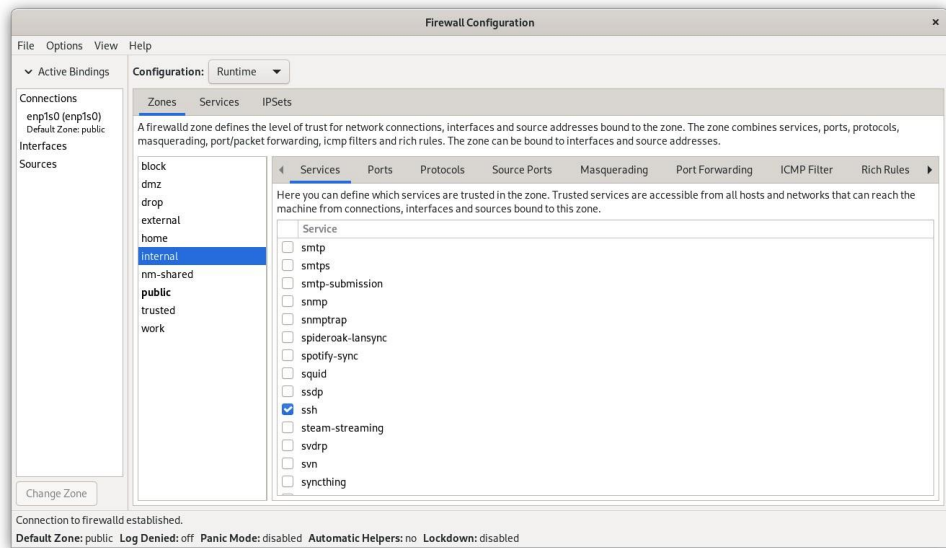 Firewall Configuration ×
File Options View Help
Active Bindings
Connections
enp1s0 (enp1s0)
Default Zone: public
Interfaces
Sources
Change Zone
Configuration: Runtime
Zones Services IPSets
A firewalld zone defines the level of trust for network connections, interfaces and source addresses bound to the zone. The zone combines services, ports, protocols,
masquerading, port/packet forwarding, icmp filters and rich rules. The zone can be bound to interfaces and source addresses.
block
dmz
drop
external
home
internal
nm-shared
public
trusted
work
Services Ports Protocols Source Ports Masquerading Port Forwarding ICMP Filter Rich Rules
Here you can define which services are trusted in the zone. Trusted services are accessible from all hosts and networks that can reach the
machine from connections, interfaces and sources bound to this zone.
Service
smtp
smtps
smtp-submission
snmp
snmptrap
spideroak-lansync
spotify-sync
squid
ssdp
ssh
steam-streaming
svdrp
svn
syncthing
Connection to firewalld established.
Default Zone: public Log Denied: off Panic Mode: disabled Automatic Helpers: no Lockdown: disabled